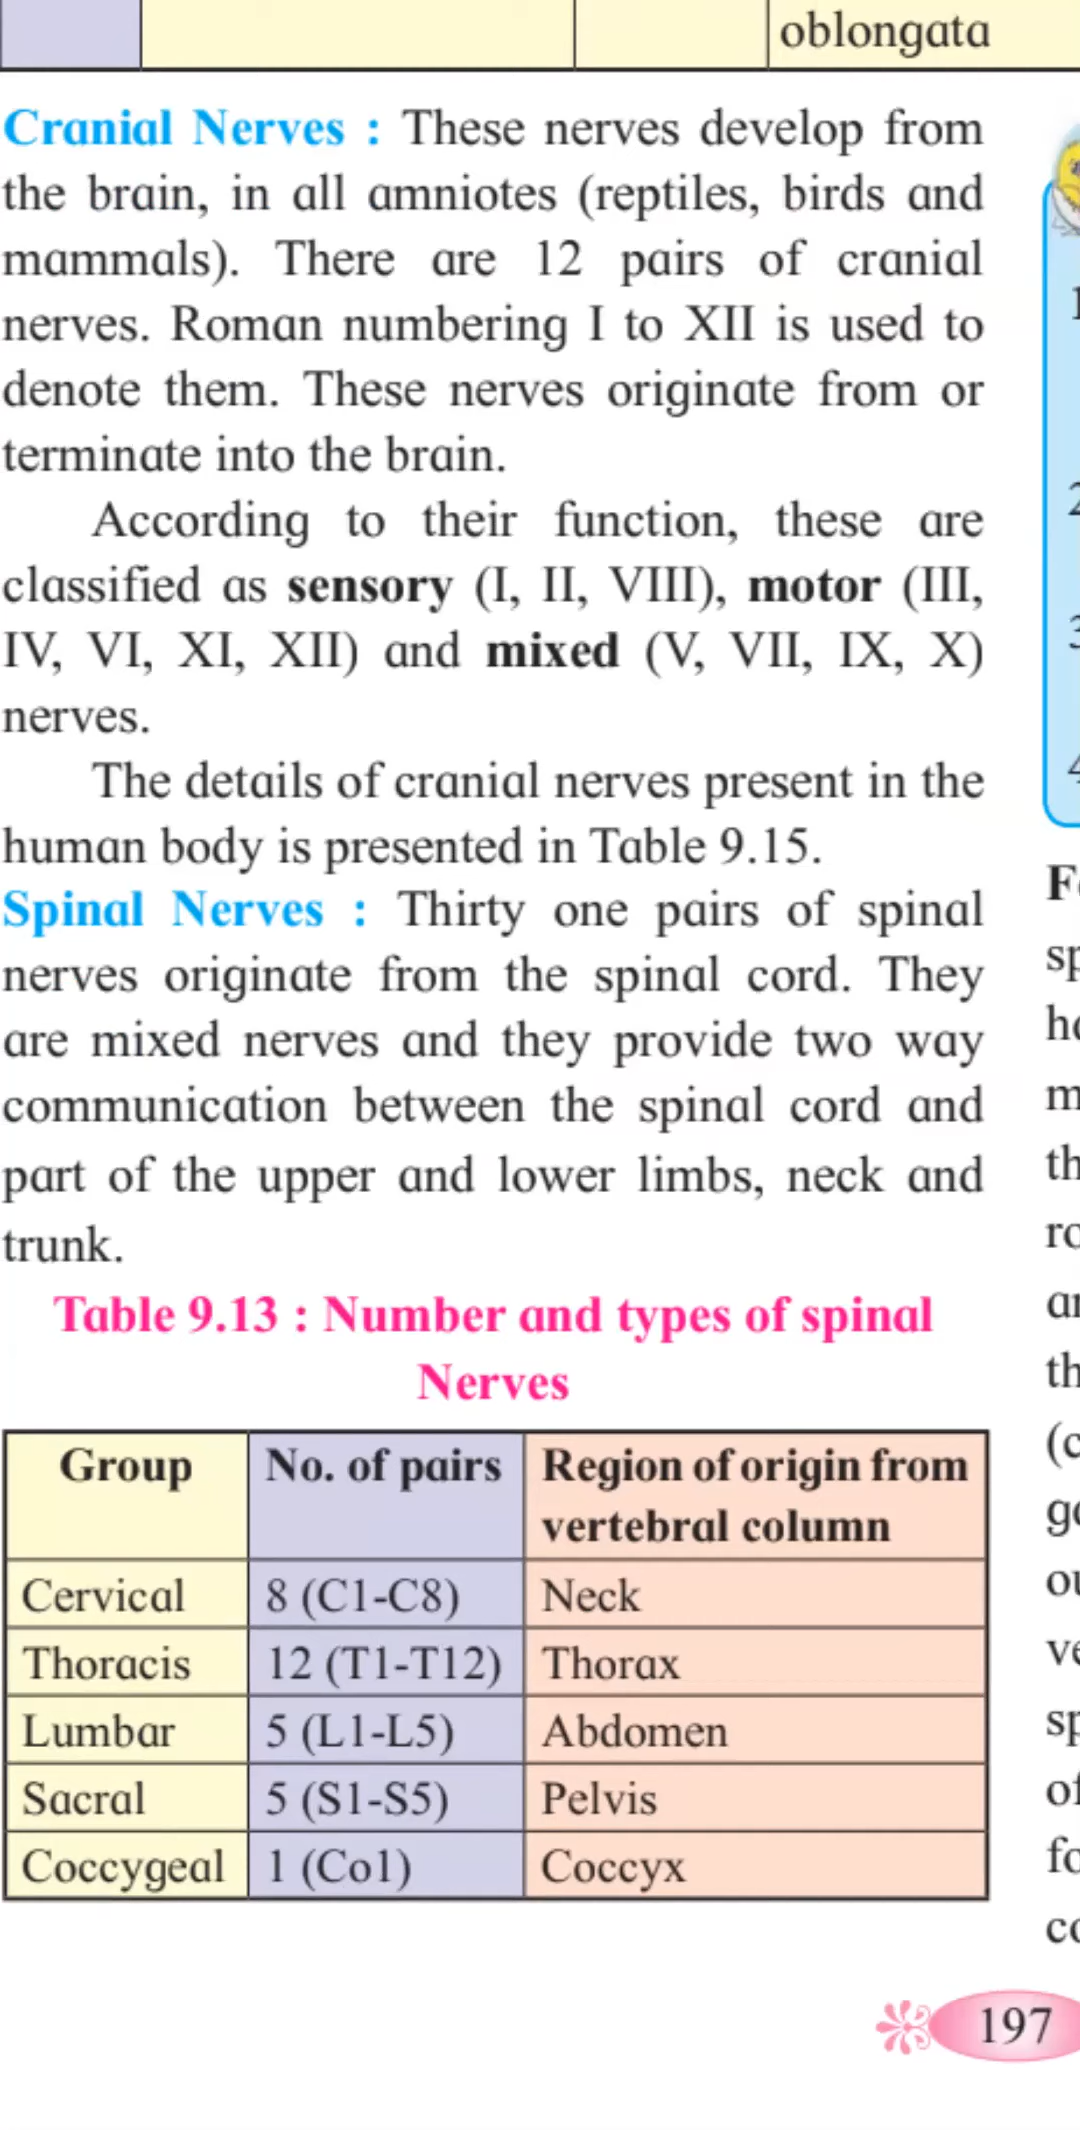 oblongata
Cranial Nerves : These nerves develop from
the brain, in all amniotes (reptiles, birds and
mammals). There are 12 pairs of cranial
nerves. Roman numbering I to XII is used to
denote them. These nerves originate from or
terminate into the brain.
According to their function, these are
classified as sensory (I, II, VIII), motor (III,
IV, VI, XI, XII) and mixed (V, VII, IX, X)
nerves.
The details of cranial nerves present in the
human body is presented in Table 9.15.
Spinal Nerves : Thirty one pairs of spinal
nerves originate from the spinal cord. They
are mixed nerves and they provide two way
communication between the spinal cord and
part of the upper and lower limbs, neck and
trunk.
Table 9.13 : Number and types of spinal
Nerves
Group No. of pairs Region of origin from
vertebral column
Cervical 8 (C1-C8) Neck
Thoracis 12 (T1-T12) Thorax
Lumbar 5 (L1-L5) Abdomen
Sacral 5 (S1-S5) Pelvis
Coccygeal 1 (Co1) Coccyx
197